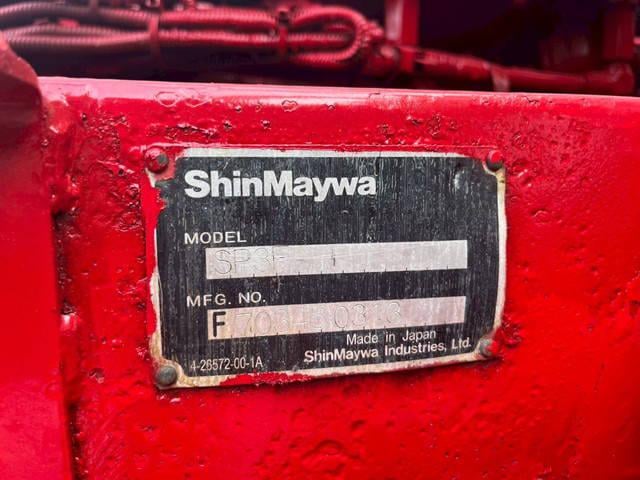 ShinMaywa
MODEL
MFG. NO.
F
Made in Japan
ShinMaywa Industries, Ltd.
4-26572-00-1A